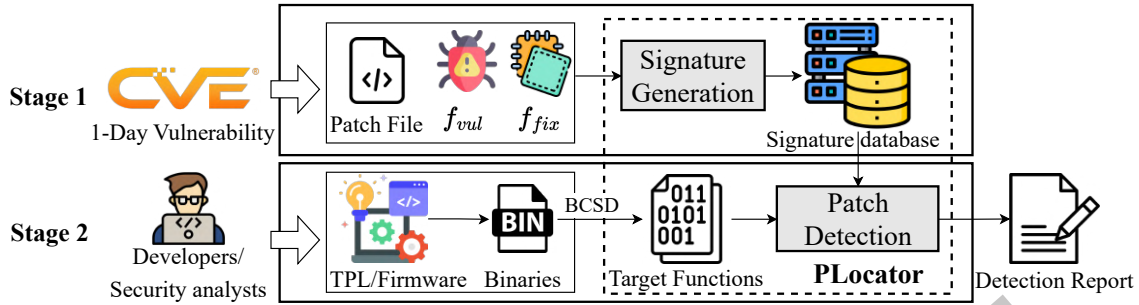 Stage 1
CVE®
1-Day Vulnerability
</>
Patch File
f_vul
f_fix
Signature
Generation
Signature database
Stage 2
</>
Developers/
Security analysts
</>
TPL/Firmware
BIN
Binaries
BCSD
011
0101
001
Target Functions
Patch
Detection
PLocator
Detection Report